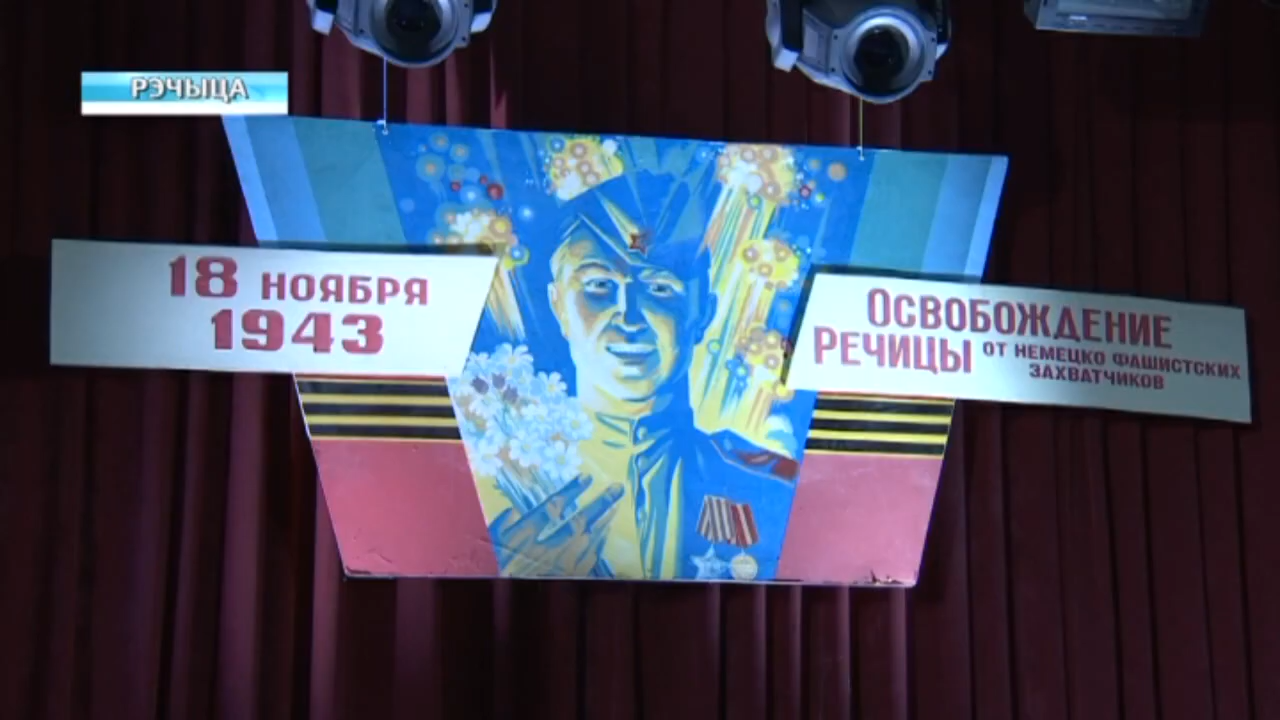 РЭЧЫЦА
18 НОЯБРЯ
1943
ОСВОБОЖДЕНИЕ
РЕЧИЦЫ ОТ НЕМЕЦКО ФАШИСТСКИХ
ЗАХВАТЧИКОВ